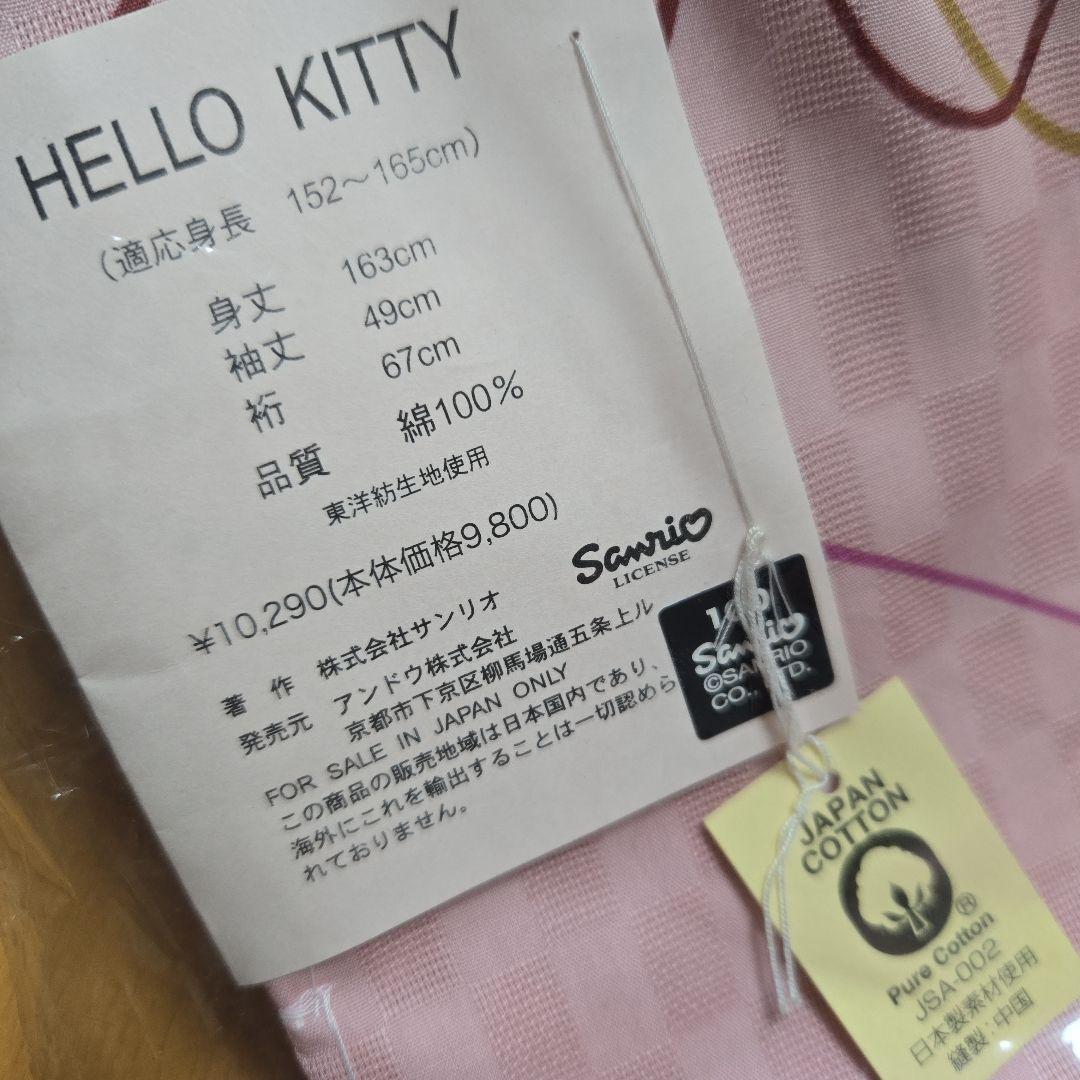 HELLO KITTY
(適応身長 152～165cm)
身丈 163cm
袖丈 49cm
裄 67cm
品質 綿100%
東洋紡生地使用
¥10,290(本体価格9,800)
著 作 株式会社サンリオ
発売元 アンドウ株式会社
京都市下京区柳馬場通五条上ル
FOR SALE IN JAPAN ONLY
この商品の販売地域は日本国内であり、
海外にこれを輸出することは一切認めら
れておりません。
Sanrio
LICENSE
Sanrio
©SANRIO
CO., LTD.
JAPAN
COTTON
®
Pure Cotton
JSA-002
日本製素材使用
縫製:中国